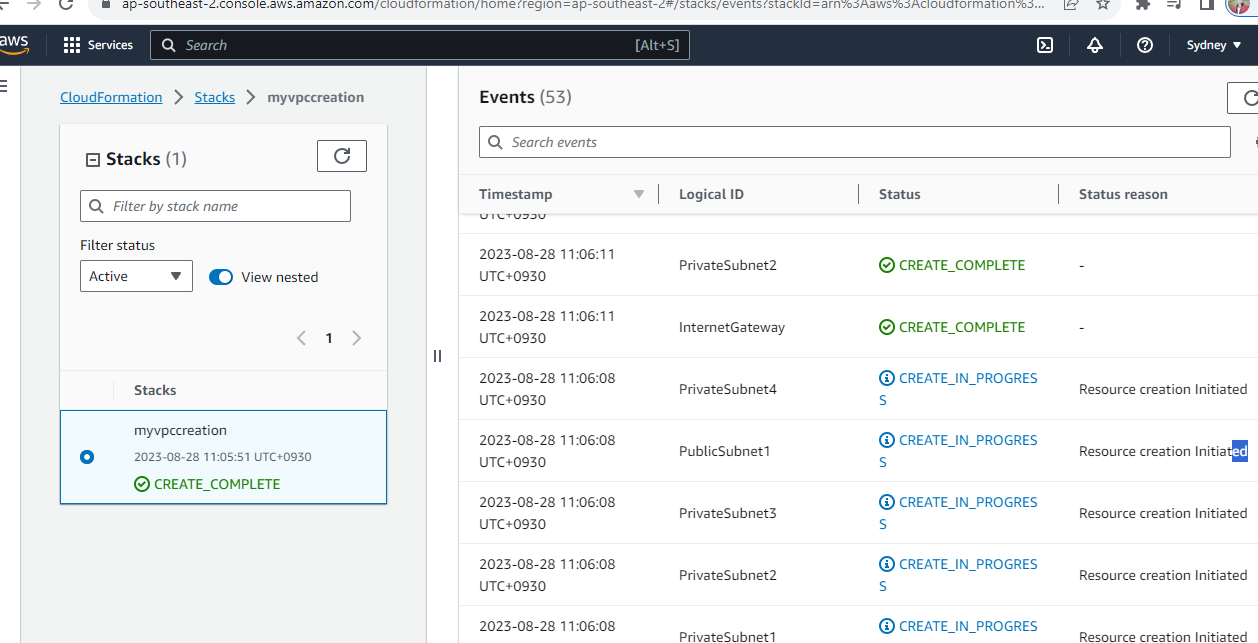 ap-southeast-2.console.aws.amazon.com/cloudformation/home?region=ap-southeast-2#/stacks/events?stackId=arn%3Aaws%3Acloudformation%3...
aws
Services
Search
[Alt+S]
Sydney
CloudFormation
Stacks
myvpccreation
Stacks (1)
Filter by stack name
Filter status
Active
View nested
1
Stacks
myvpccreation
2023-08-28 11:05:51 UTC+0930
CREATE_COMPLETE
Events (53)
Search events
Timestamp
Logical ID
Status
Status reason
UTC+0930
2023-08-28 11:06:11
UTC+0930
PrivateSubnet2
CREATE_COMPLETE
-
2023-08-28 11:06:11
UTC+0930
InternetGateway
CREATE_COMPLETE
-
2023-08-28 11:06:08
UTC+0930
PrivateSubnet4
CREATE_IN_PROGRES
S
Resource creation Initiated
2023-08-28 11:06:08
UTC+0930
PublicSubnet1
CREATE_IN_PROGRES
S
Resource creation Initiated
2023-08-28 11:06:08
UTC+0930
PrivateSubnet3
CREATE_IN_PROGRES
S
Resource creation Initiated
2023-08-28 11:06:08
UTC+0930
PrivateSubnet2
CREATE_IN_PROGRES
S
Resource creation Initiated
2023-08-28 11:06:08
PrivateSubnet1
CREATE_IN_PROGRES
Resource creation Initiated